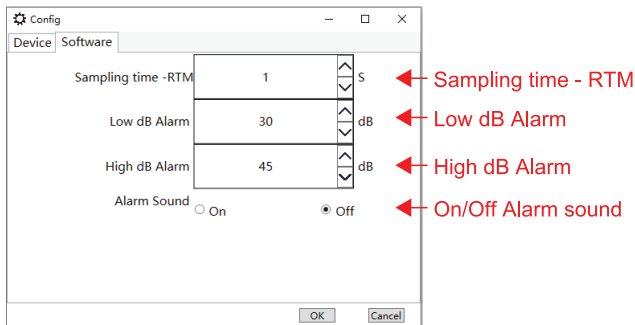 Config
Device Software
Sampling time -RTM 1 S Sampling time - RTM
Low dB Alarm 30 dB Low dB Alarm
High dB Alarm 45 dB High dB Alarm
Alarm Sound On Off On/Off Alarm sound
OK Cancel